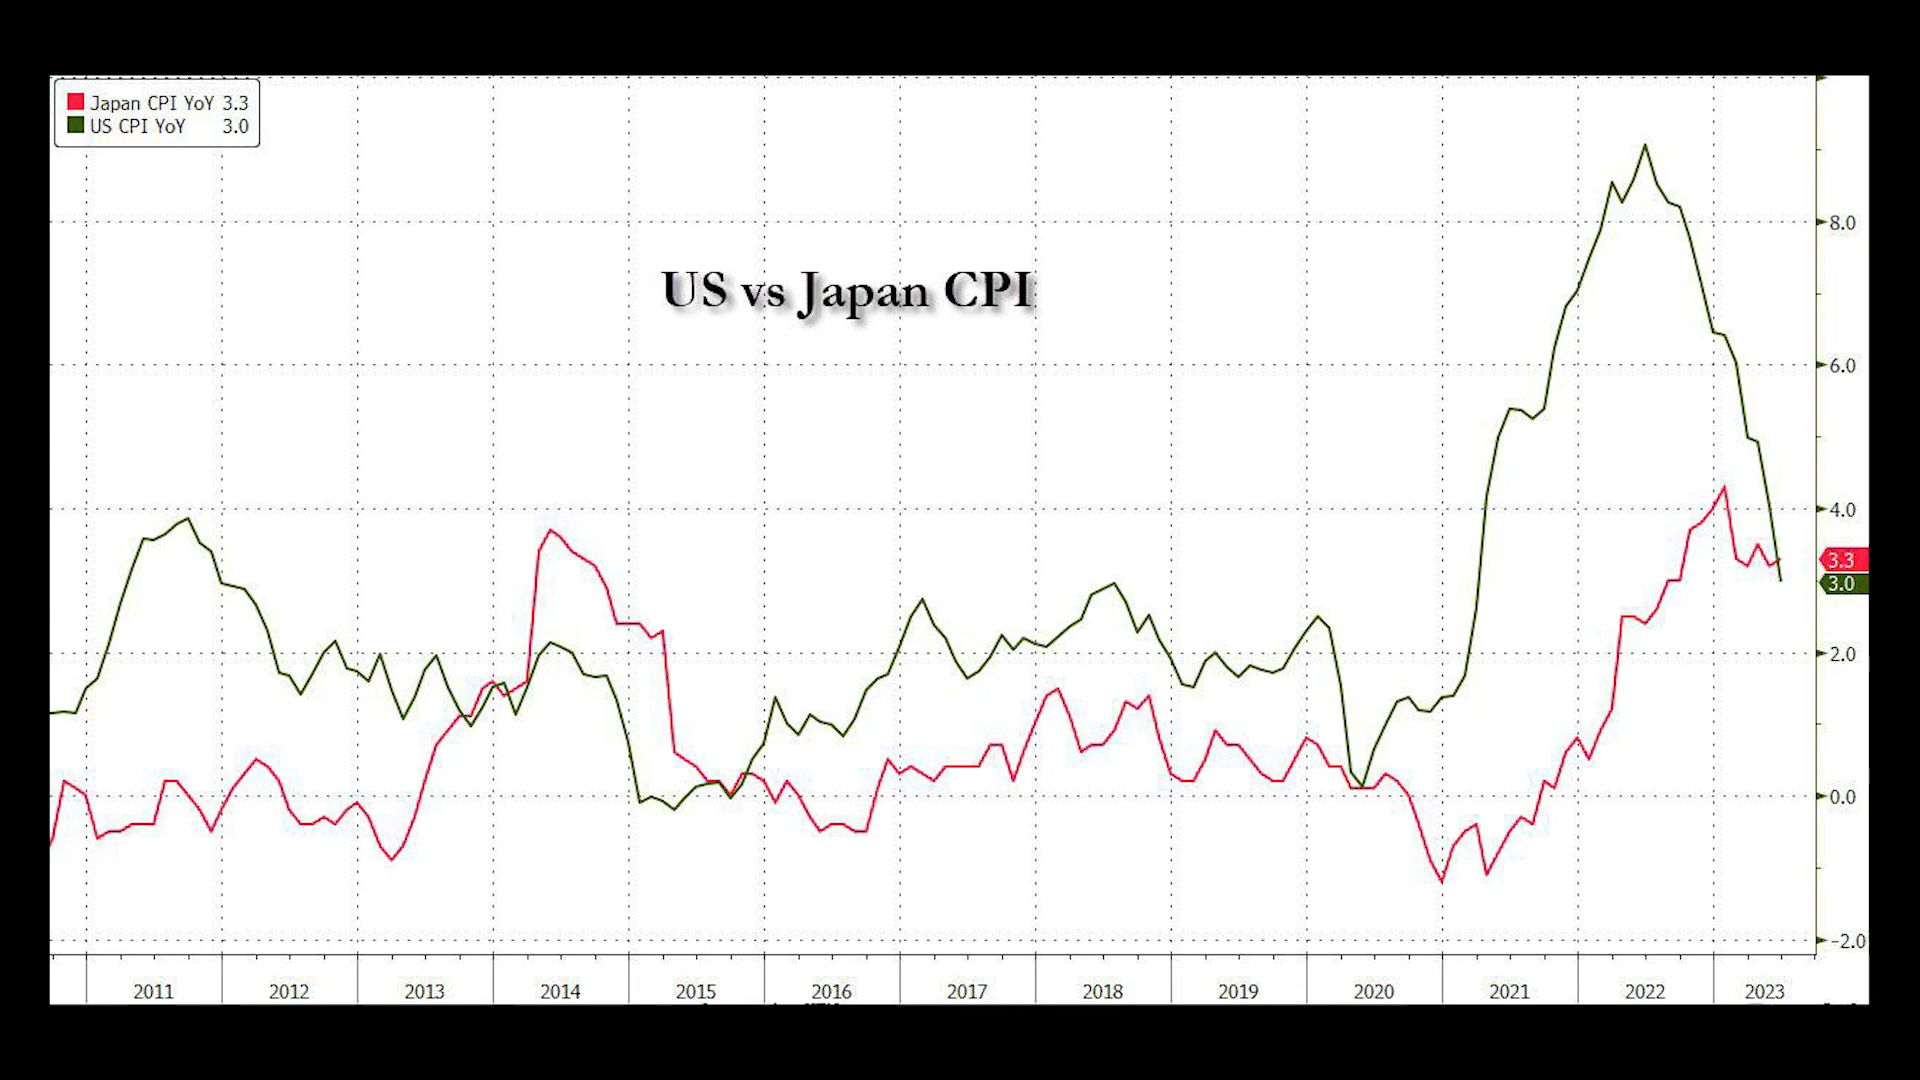 Japan CPI YoY 3.3
US CPI YoY 3.0
US vs Japan CPI
8.0
6.0
4.0
3.3
3.0
2.0
0.0
-2.0
2011 2012 2013 2014 2015 2016 2017 2018 2019 2020 2021 2022 2023